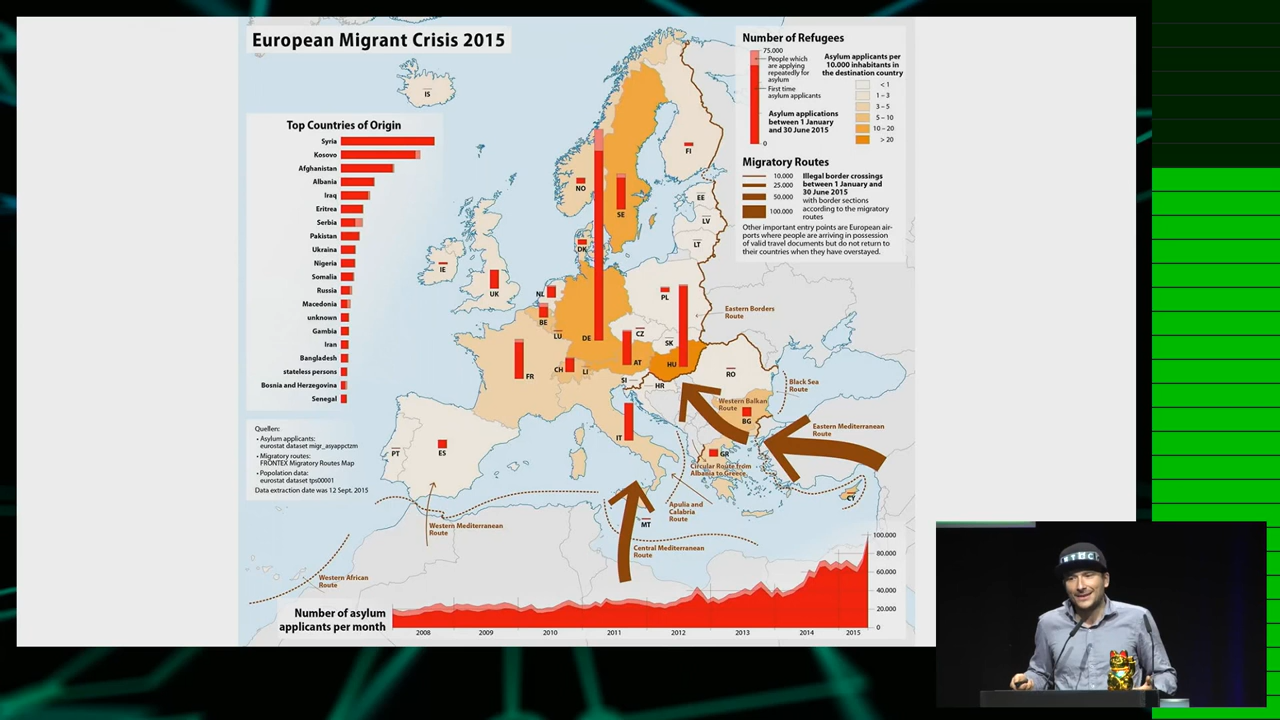 European Migrant Crisis 2015
Number of Refugees
75.000
People which
are applying
repeatedly for
asylum
First time
asylum applicants
Asylum applications
between 1 January
and 30 June 2015
0
Asylum applicants per
10.000 inhabitants in
the destination country
< 1
1 – 3
3 – 5
5 – 10
10 – 20
> 20
Migratory Routes
10.000
25.000
50.000
100.000
Illegal border crossings
between 1 January and
30 June 2015
with border sections
according to the migratory
routes
Other important entry points are European air-
ports where people are arriving in possession
of valid travel documents but do not return to
their countries when they have overstayed.
Top Countries of Origin
Syria
Kosovo
Afghanistan
Albania
Iraq
Eritrea
Serbia
Pakistan
Ukraina
Nigeria
Somalia
Russia
Macedonia
unknown
Gambia
Iran
Bangladesh
stateless persons
Bosnia and Herzegovina
Senegal
Quellen:
• Asylum applicants:
eurostat dataset migr_asyappctzm
• Migratory routes:
FRONTEX Migratory Routes Map
• Popolation data:
eurostat dataset tps00001
Data extraction date was 12 Sept. 2015
IS
NO
SE
FI
EE
LV
LT
DK
IE
UK
NL
BE
LU
DE
PL
CZ
SK
AT
HU
FR
CH
LI
SI
HR
RO
BG
IT
GR
PT
ES
MT
CY
Eastern Borders
Route
Black Sea
Route
Western Balkan
Route
Eastern Mediterranean
Route
Circular Route from
Albania to Greece
Apulia and
Calabria
Route
Central Mediterranean
Route
Western Mediterranean
Route
Western African
Route
Number of asylum
applicants per month
100.000
80.000
60.000
40.000
20.000
0
2008
2009
2010
2011
2012
2013
2014
2015